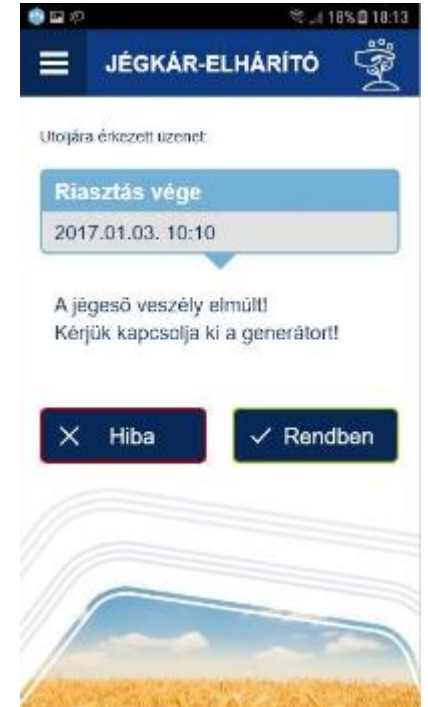 18% 18:13
JÉGKÁR-ELHÁRÍTÓ
Utoljára érkezett üzenet:
Riasztás vége
2017.01.03. 10:10
A jégeső veszély elmúlt!
Kérjük kapcsolja ki a generátort!
Hiba
Rendben